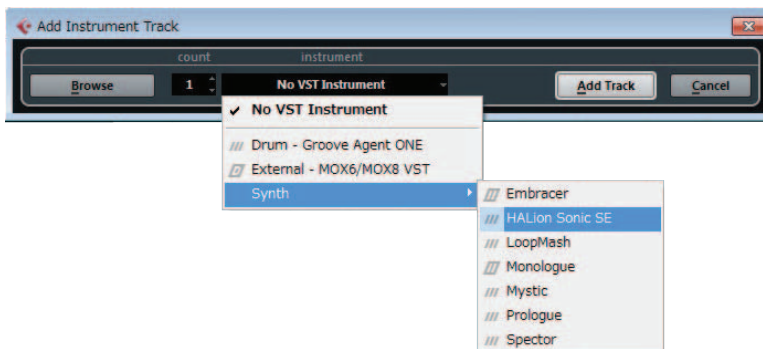 Add Instrument Track
count instrument
Browse 1 No VST Instrument Add Track Cancel
No VST Instrument
Drum - Groove Agent ONE
External - MOX6/MOX8 VST
Synth
Embracer
HALion Sonic SE
LoopMash
Monologue
Mystic
Prologue
Spector